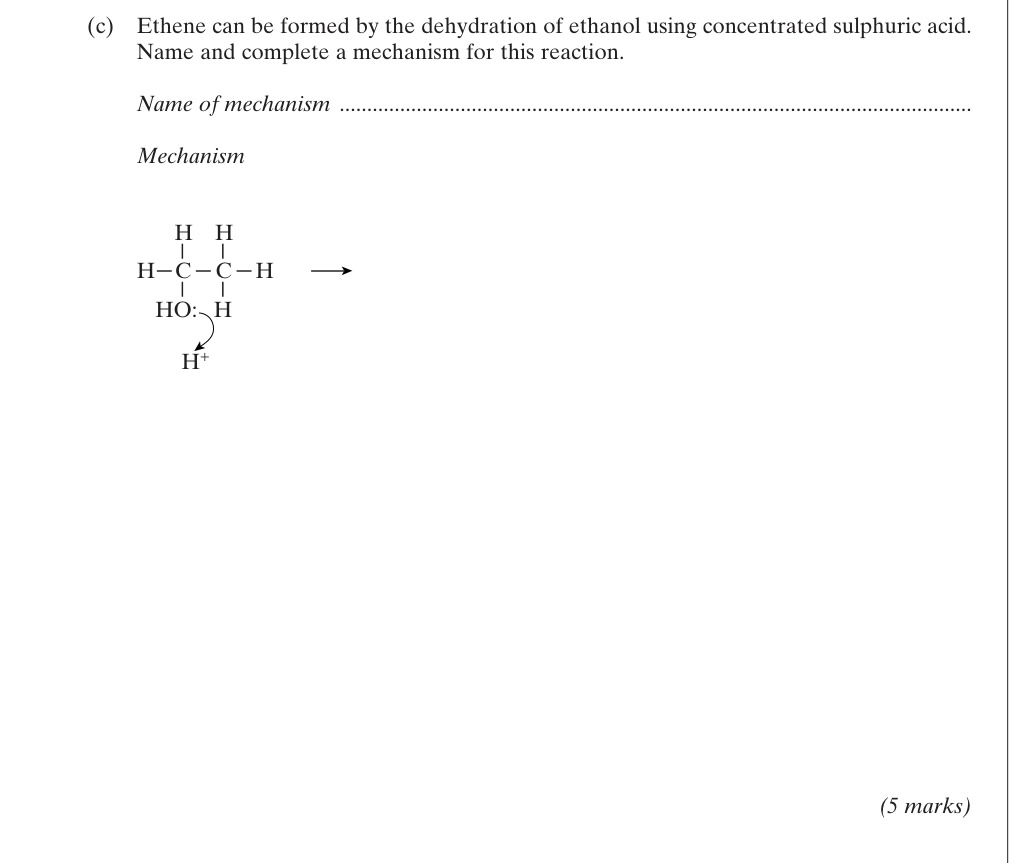 (c) Ethene can be formed by the dehydration of ethanol using concentrated sulphuric acid.
Name and complete a mechanism for this reaction.
Name of mechanism ..........................................................................................................
Mechanism
H H
H–C–C–H
HO: H
H+
(5 marks)